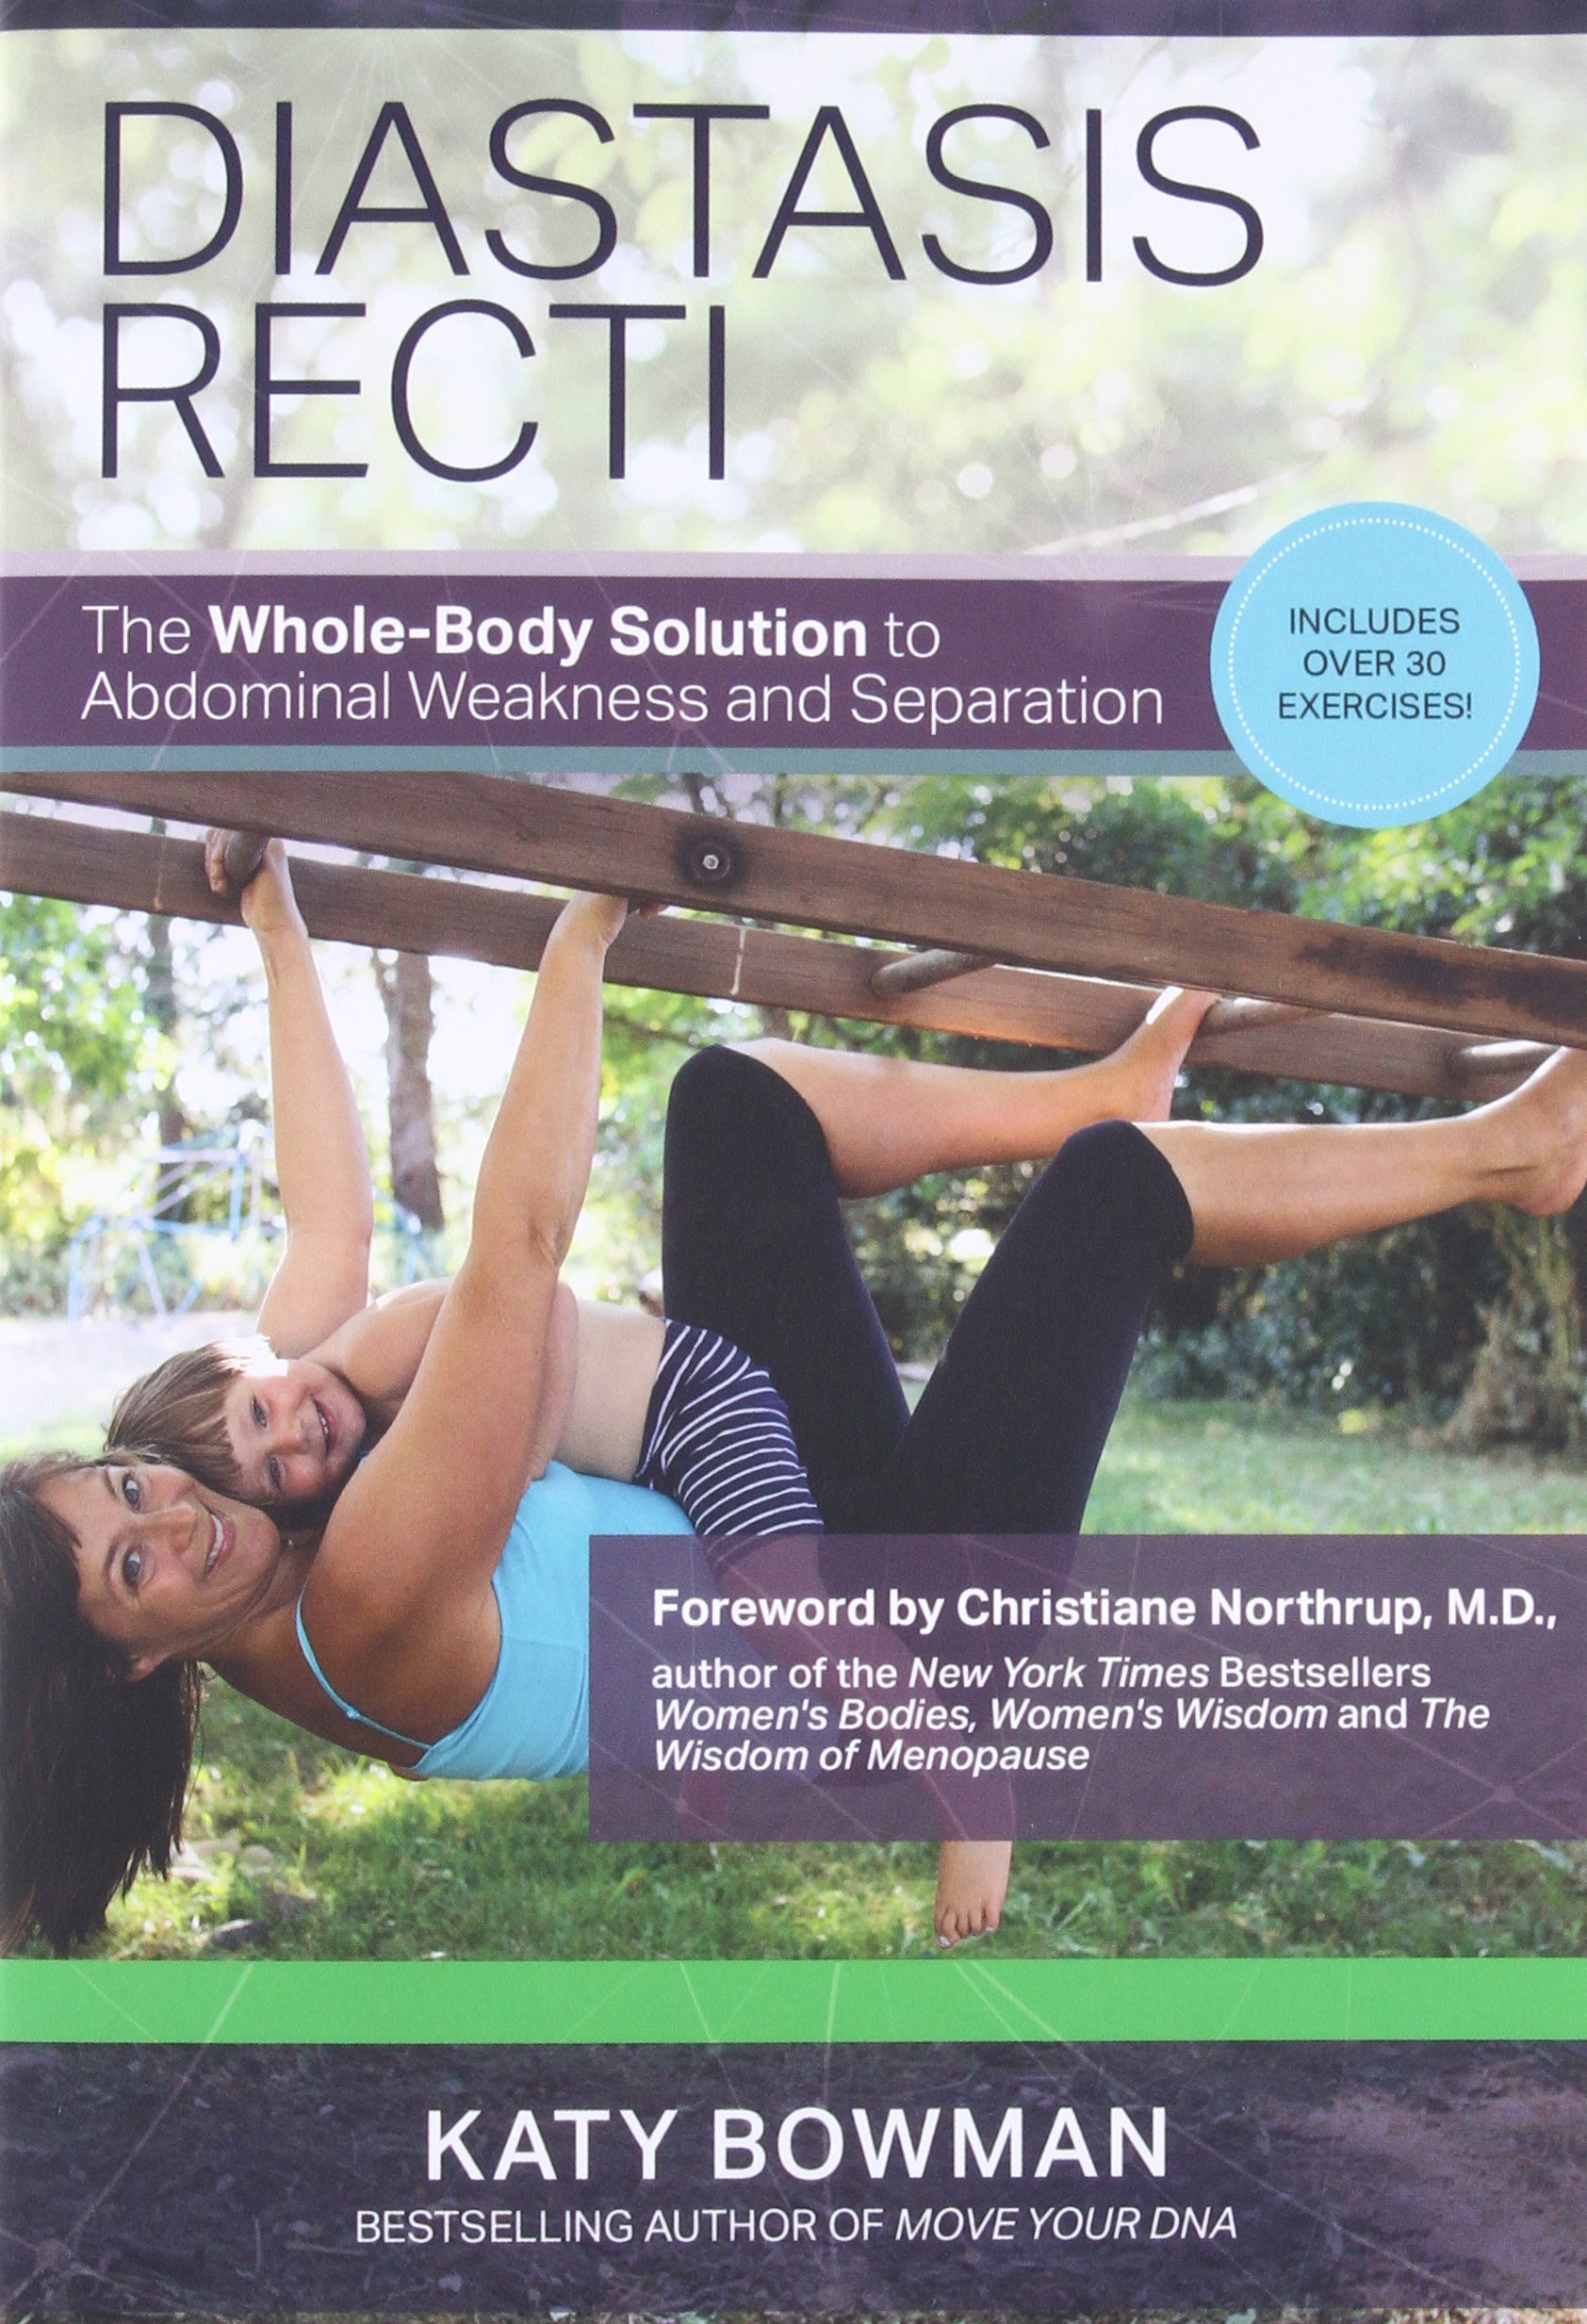 DIASTASIS
RECTI
The Whole-Body Solution to
Abdominal Weakness and Separation
INCLUDES
OVER 30
EXERCISES!
Foreword by Christiane Northrup, M.D.,
author of the New York Times Bestsellers
Women's Bodies, Women's Wisdom and The
Wisdom of Menopause
KATY BOWMAN
BESTSELLING AUTHOR OF MOVE YOUR DNA